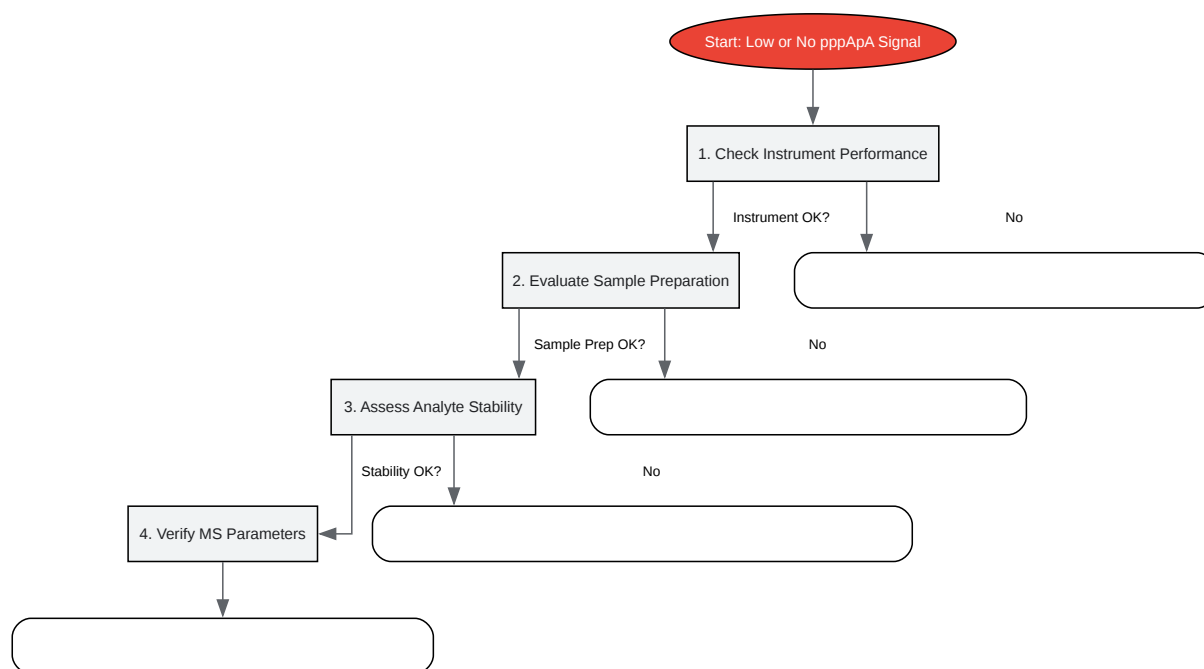 Start: Low or No pppApA Signal
1. Check Instrument Performance
Instrument OK?
No
2. Evaluate Sample Preparation
Sample Prep OK?
No
3. Assess Analyte Stability
Stability OK?
No
4. Verify MS Parameters